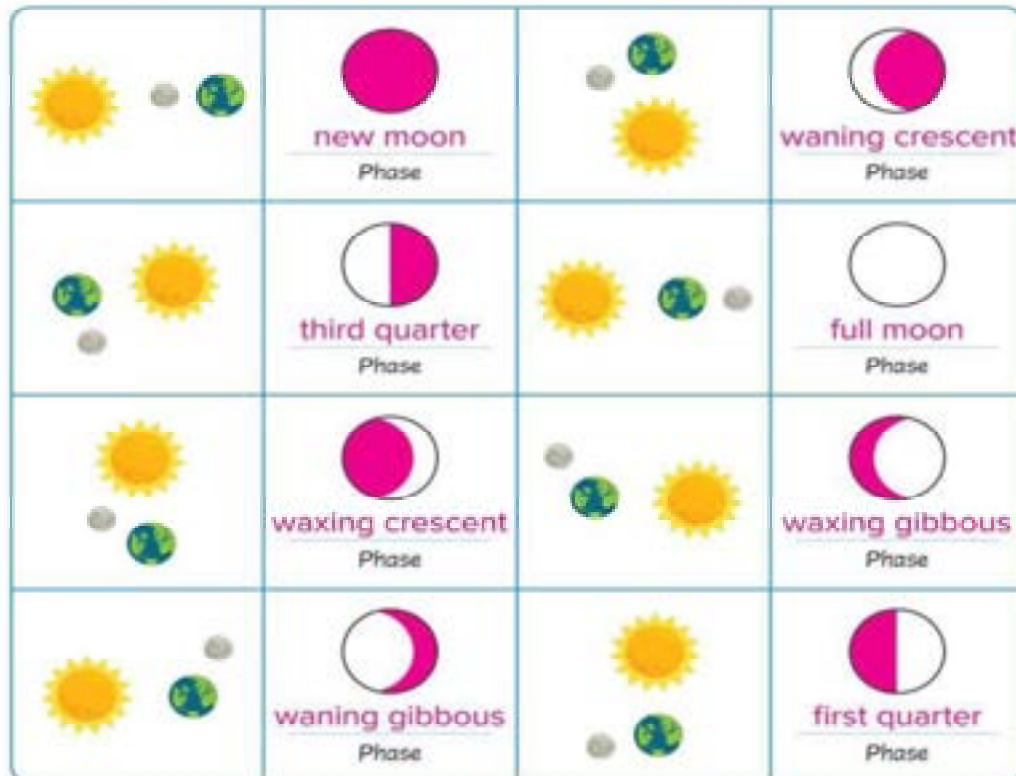 new moon
Phase
waning crescent
Phase
third quarter
Phase
full moon
Phase
waxing crescent
Phase
waxing gibbous
Phase
waning gibbous
Phase
first quarter
Phase